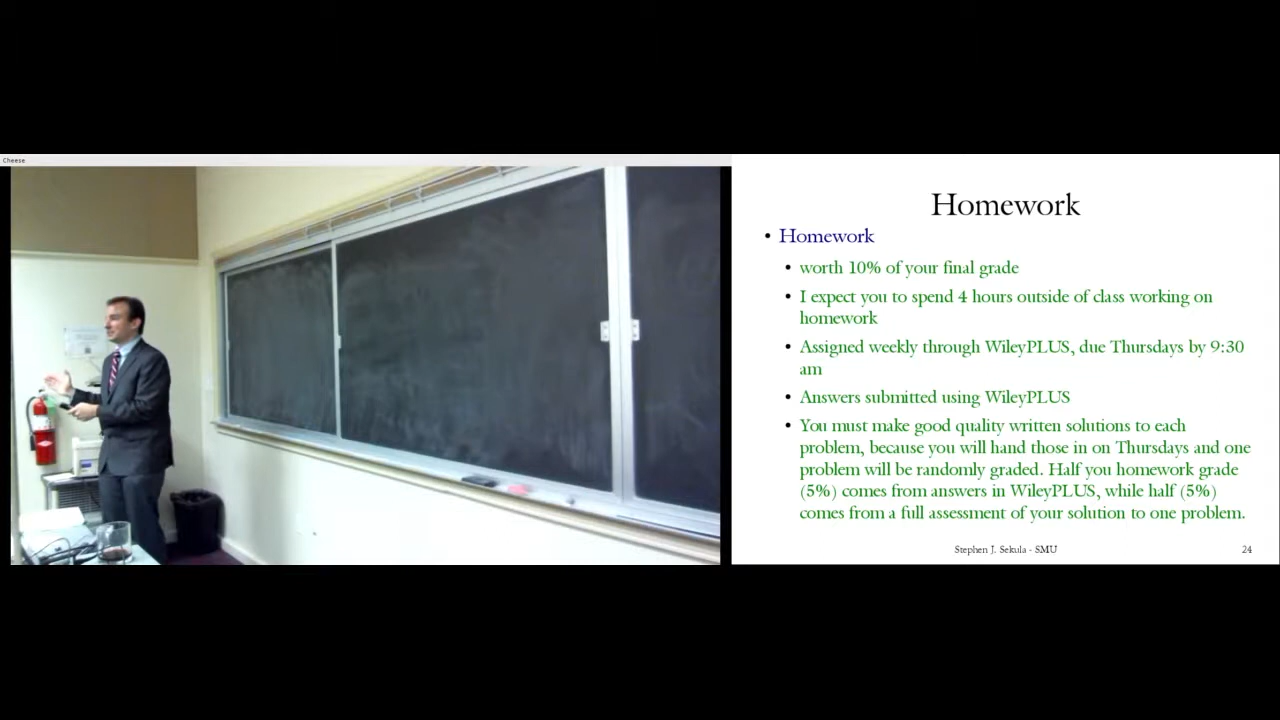 Cheese
Homework
• Homework
• worth 10% of your final grade
• I expect you to spend 4 hours outside of class working on
homework
• Assigned weekly through WileyPLUS, due Thursdays by 9:30
am
• Answers submitted using WileyPLUS
• You must make good quality written solutions to each
problem, because you will hand those in on Thursdays and one
problem will be randomly graded. Half you homework grade
(5%) comes from answers in WileyPLUS, while half (5%)
comes from a full assessment of your solution to one problem.
Stephen J. Sekula - SMU
24